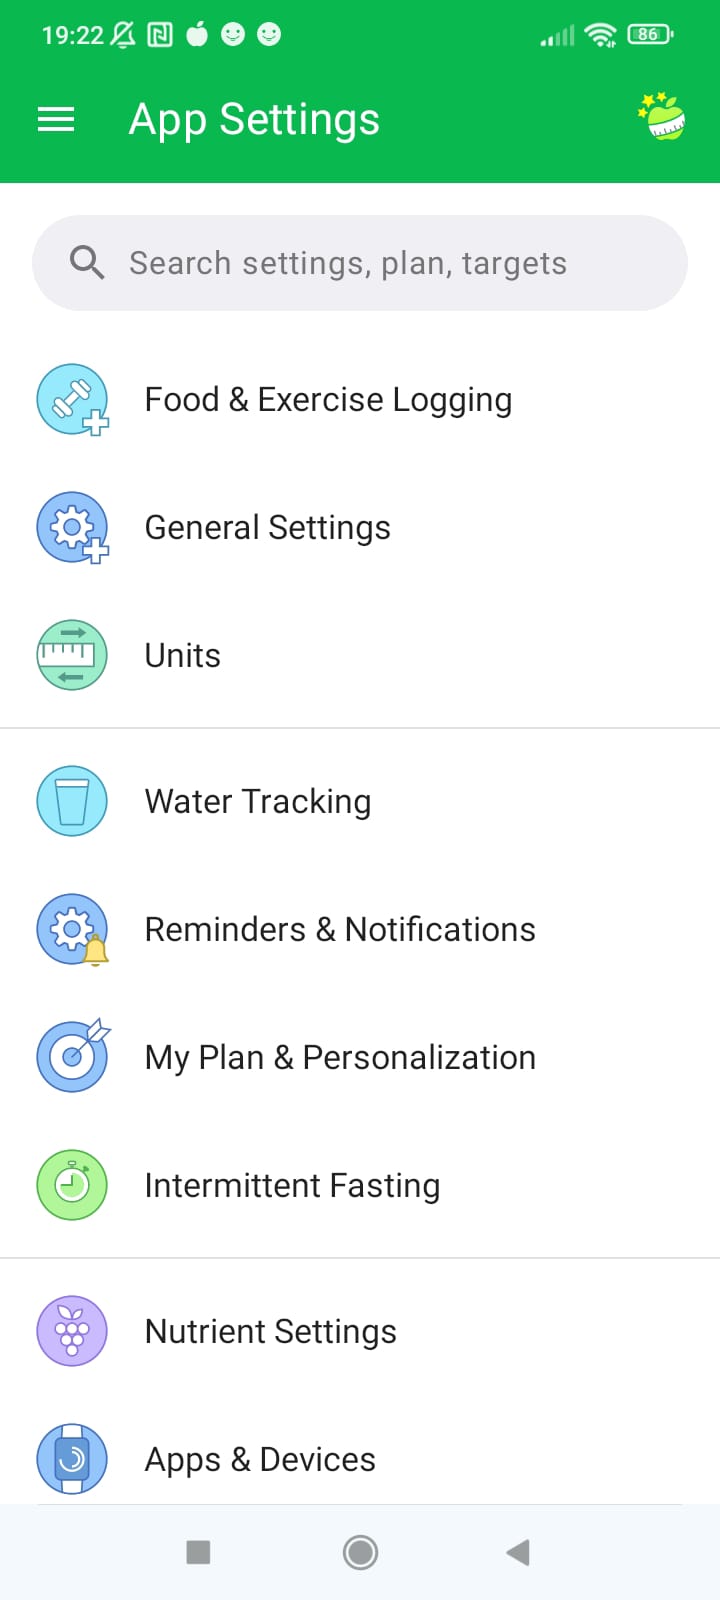 19:22
86
App Settings
Search settings, plan, targets
Food & Exercise Logging
General Settings
Units
Water Tracking
Reminders & Notifications
My Plan & Personalization
Intermittent Fasting
Nutrient Settings
Apps & Devices